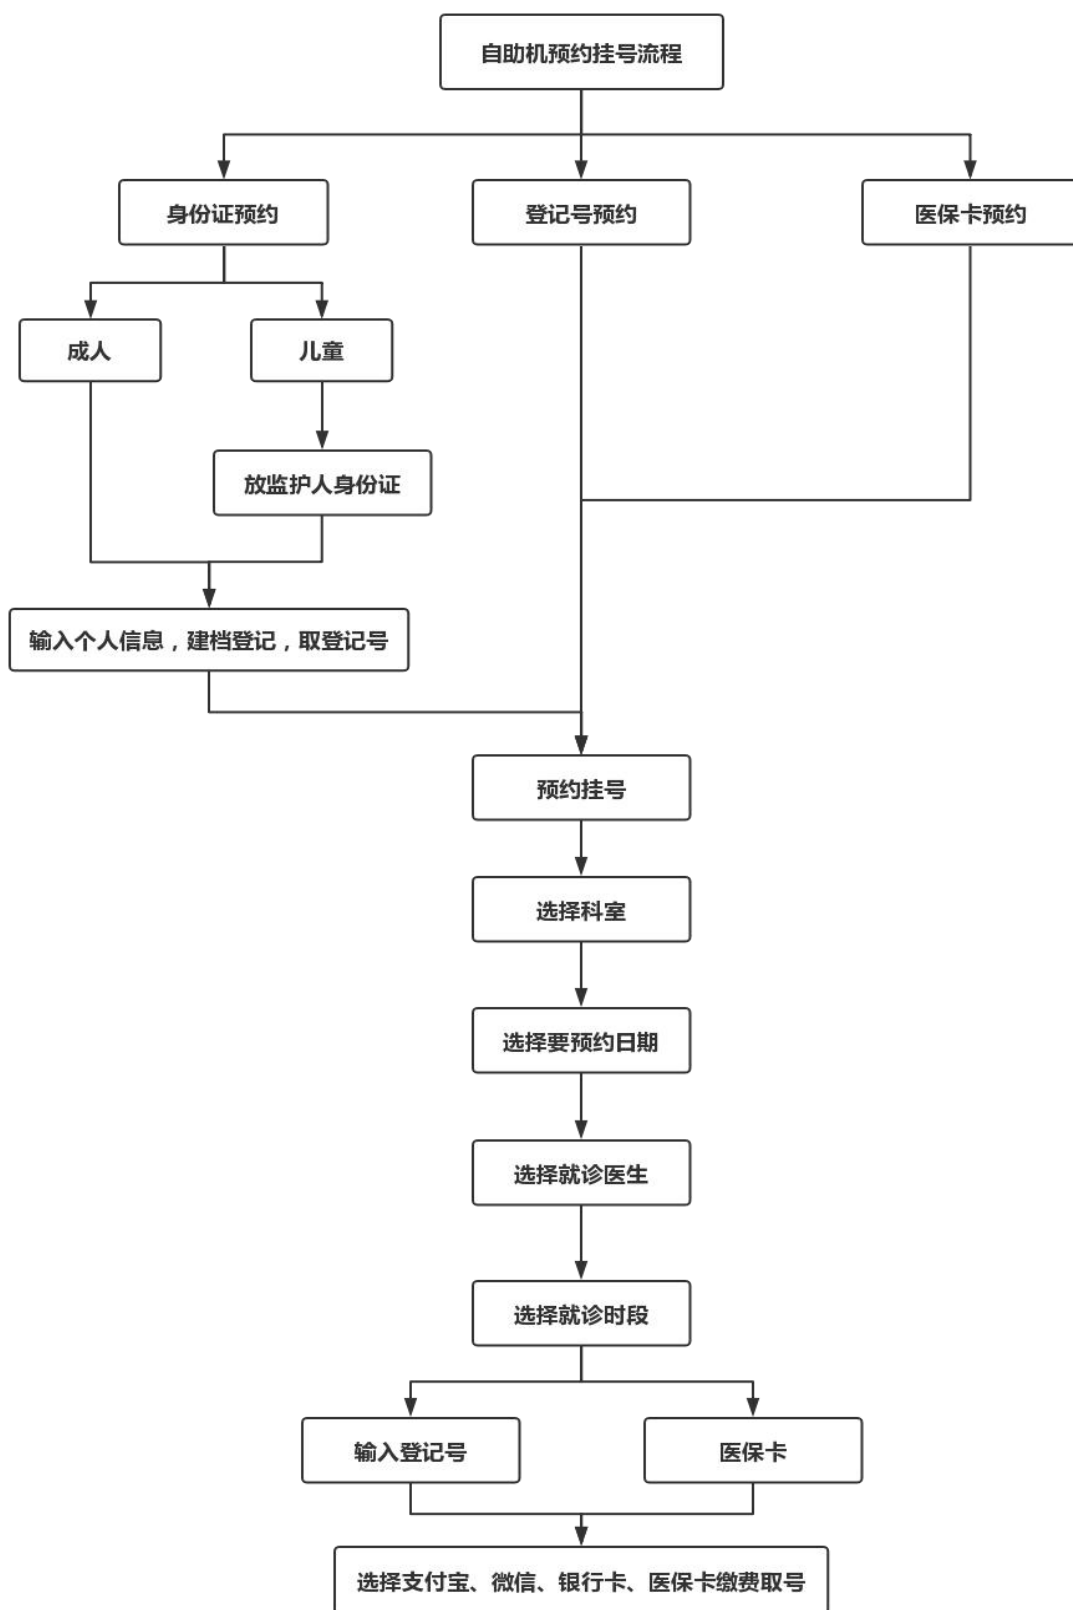 自助机预约挂号流程
身份证预约
登记号预约
医保卡预约
成人
儿童
放监护人身份证
输入个人信息，建档登记，取登记号
预约挂号
选择科室
选择要预约日期
选择就诊医生
选择就诊时段
输入登记号
医保卡
选择支付宝、微信、银行卡、医保卡缴费取号